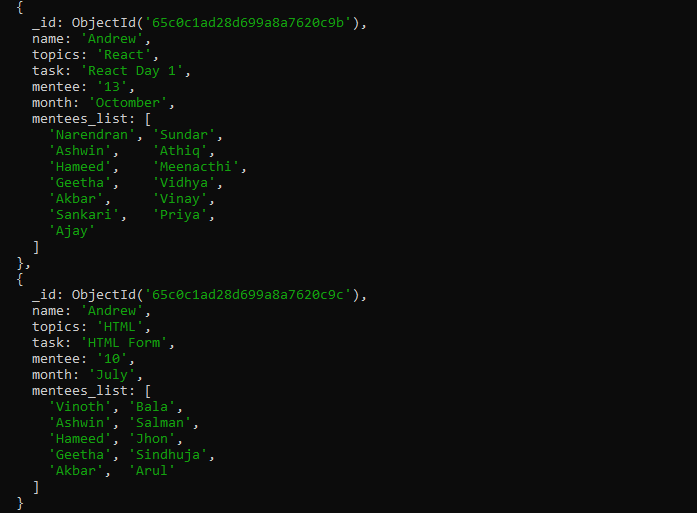 {
  _id: ObjectId('65c0c1ad28d699a8a7620c9b'),
  name: 'Andrew',
  topics: 'React',
  task: 'React Day 1',
  mentee: '13',
  month: 'Octomber',
  mentees_list: [
    'Narendran', 'Sundar',
    'Ashwin',    'Athiq',
    'Hameed',    'Meenacthi',
    'Geetha',    'Vidhya',
    'Akbar',     'Vinay',
    'Sankari',   'Priya',
    'Ajay'
  ]
},
{
  _id: ObjectId('65c0c1ad28d699a8a7620c9c'),
  name: 'Andrew',
  topics: 'HTML',
  task: 'HTML Form',
  mentee: '10',
  month: 'July',
  mentees_list: [
    'Vinoth', 'Bala',
    'Ashwin', 'Salman',
    'Hameed', 'Jhon',
    'Geetha', 'Sindhuja',
    'Akbar',  'Arul'
  ]
}